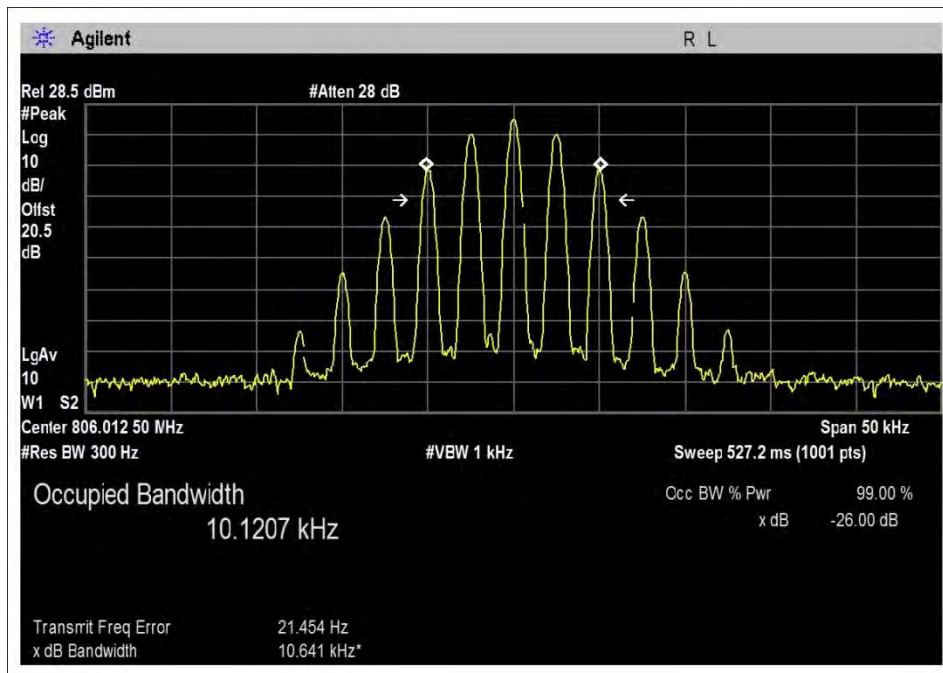 Agilent
R L
Ref 28.5 dBm #Atten 28 dB
#Peak
Log
10
dB/
Offst
20.5
dB
LgAv
10
W1 S2
Center 806.012 50 MHz Span 50 kHz
#Res BW 300 Hz #VBW 1 kHz Sweep 527.2 ms (1001 pts)
Occupied Bandwidth
10.1207 kHz
Occ BW % Pwr 99.00 %
x dB -26.00 dB
Transmit Freq Error 21.454 Hz
x dB Bandwidth 10.641 kHz*